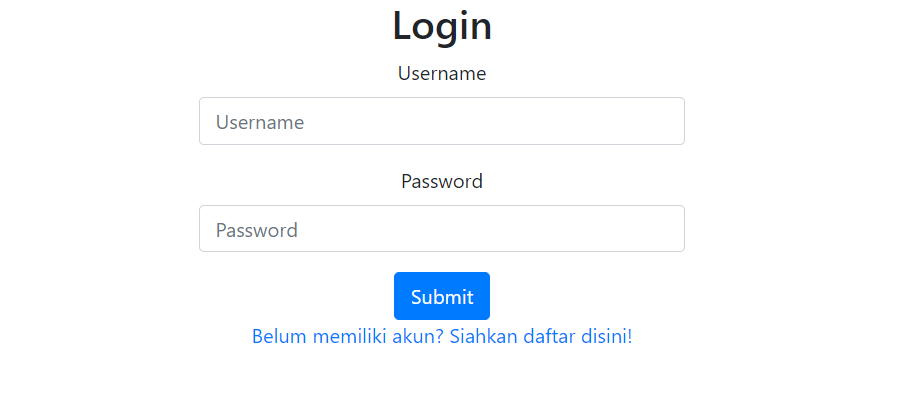 Login
Username
Username
Password
Password
Submit
Belum memiliki akun? Siahkan daftar disini!